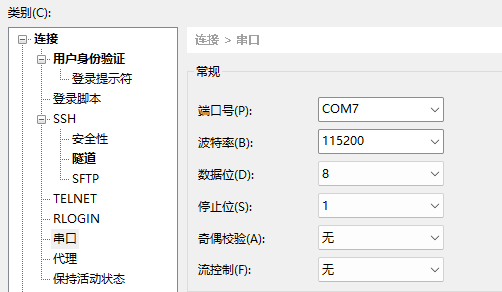 类别(C):
连接
用户身份验证
登录提示符
登录脚本
SSH
安全性
隧道
SFTP
TELNET
RLOGIN
串口
代理
保持活动状态
连接 > 串口
常规
端口号(P): COM7
波特率(B): 115200
数据位(D): 8
停止位(S): 1
奇偶校验(A): 无
流控制(F): 无